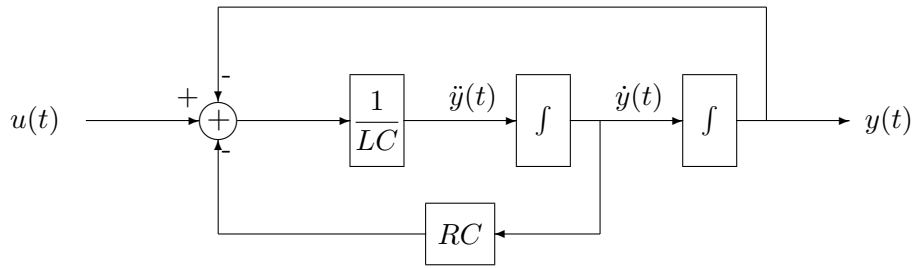 -
+
u(t)
+
-
1
LC
ÿ(t)
∫
ẏ(t)
∫
y(t)
RC